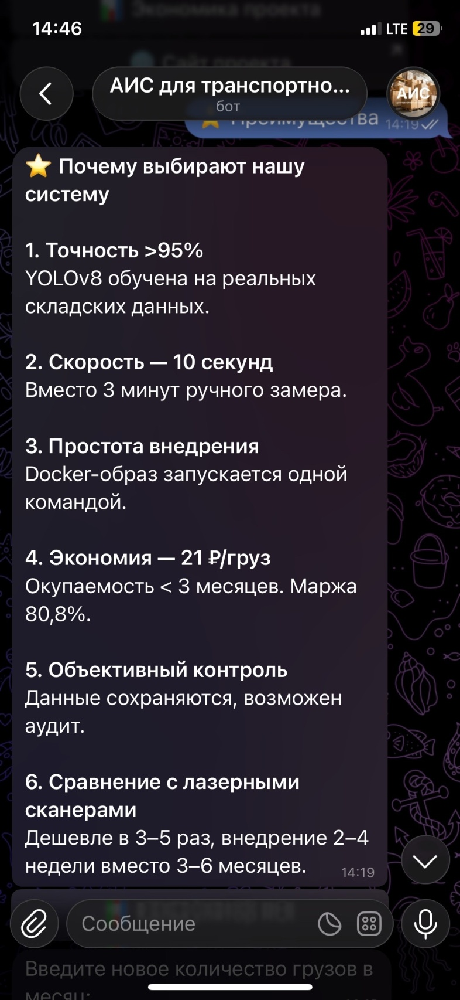 Экономика проекта
14:46
LTE 29
Сайт проекта
АИС для транспортно...
бот
АИС
Преимущества 14:19
⭐ Почему выбирают нашу
систему
1. Точность >95%
YOLOv8 обучена на реальных
складских данных.
2. Скорость — 10 секунд
Вместо 3 минут ручного замера.
3. Простота внедрения
Docker-образ запускается одной
командой.
4. Экономия — 21 ₽/груз
Окупаемость < 3 месяцев. Маржа
80,8%.
5. Объективный контроль
Данные сохраняются, возможен
аудит.
6. Сравнение с лазерными
сканерами
Дешевле в 3–5 раз, внедрение 2–4
недели вместо 3–6 месяцев.
14:19
Сообщение
Введите новое количество грузов в
месяц: